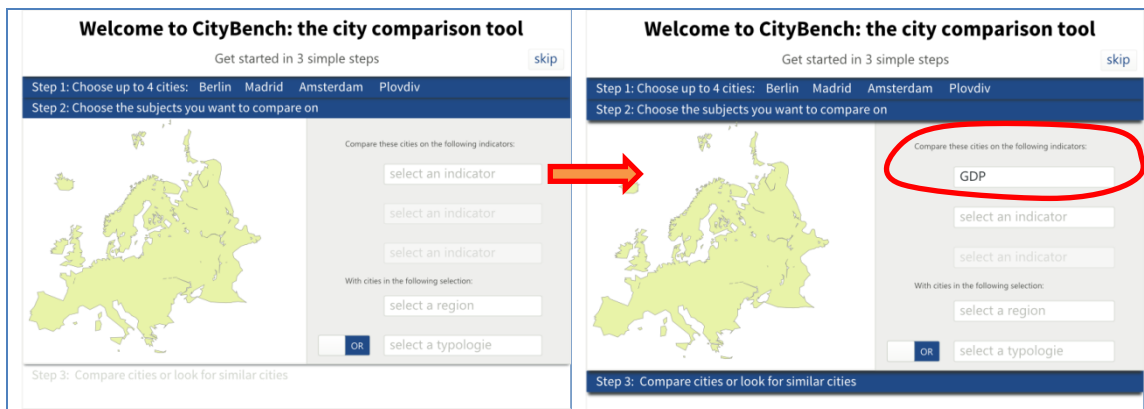 Welcome to CityBench: the city comparison tool
Get started in 3 simple steps
skip
Step 1: Choose up to 4 cities: Berlin Madrid Amsterdam Plovdiv
Step 2: Choose the subjects you want to compare on
Compare these cities on the following indicators:
select an indicator
select an indicator
select an indicator
With cities in the following selection:
select a region
OR
select a typologie
Step 3: Compare cities or look for similar cities
Welcome to CityBench: the city comparison tool
Get started in 3 simple steps
skip
Step 1: Choose up to 4 cities: Berlin Madrid Amsterdam Plovdiv
Step 2: Choose the subjects you want to compare on
Compare these cities on the following indicators:
GDP
select an indicator
select an indicator
With cities in the following selection:
select a region
OR
select a typologie
Step 3: Compare cities or look for similar cities